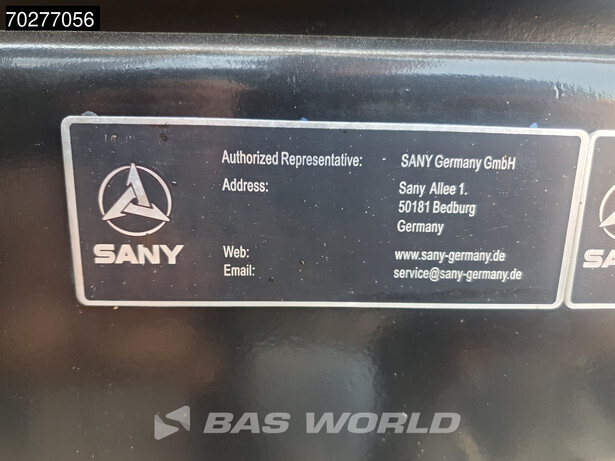 70277056
Authorized Representative: SANY Germany GmbH
Address: Sany Allee 1.
50181 Bedburg
Germany
SANY
Web: www.sany-germany.de
Email: service@sany-germany.de
BAS WORLD